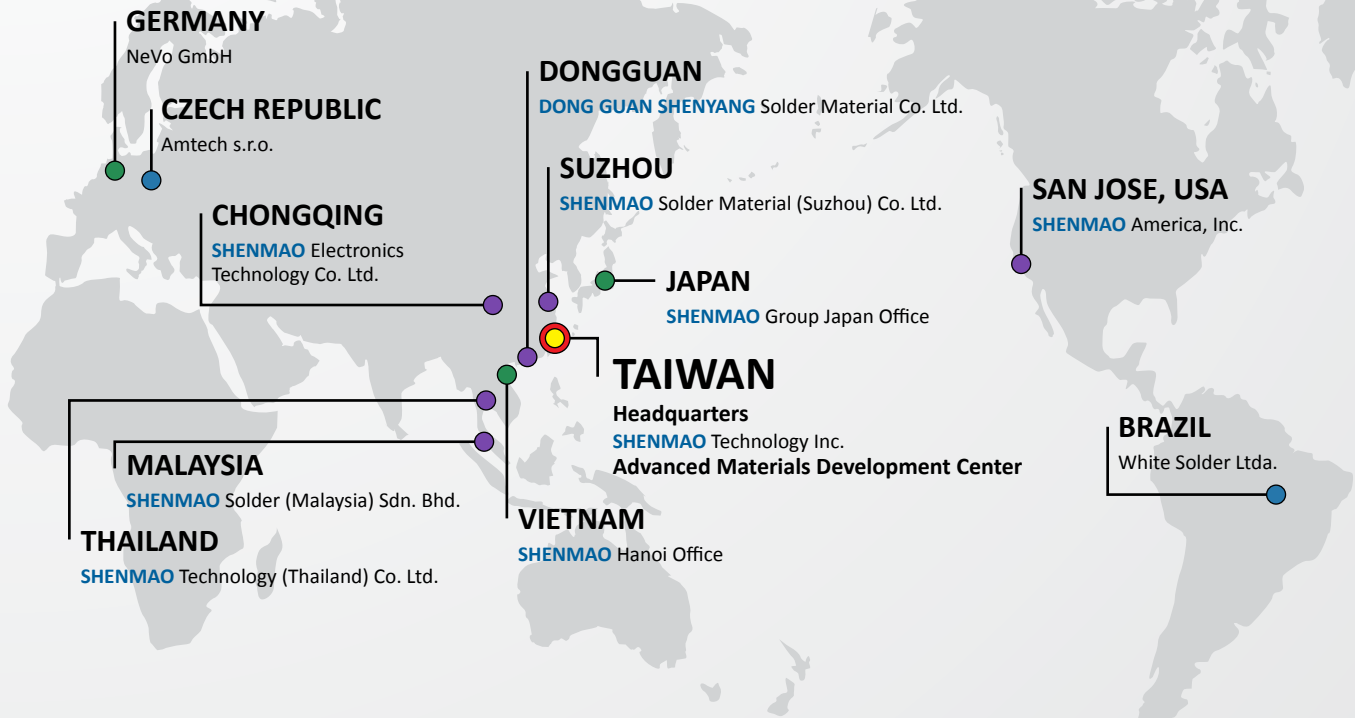 GERMANY
NeVo GmbH
CZECH REPUBLIC
Amtech s.r.o.
CHONGQING
SHENMAO Electronics
Technology Co. Ltd.
DONGGUAN
DONG GUAN SHENYANG Solder Material Co. Ltd.
SUZHOU
SHENMAO Solder Material (Suzhou) Co. Ltd.
JAPAN
SHENMAO Group Japan Office
TAIWAN
Headquarters
SHENMAO Technology Inc.
Advanced Materials Development Center
SAN JOSE, USA
SHENMAO America, Inc.
BRAZIL
White Solder Ltda.
MALAYSIA
SHENMAO Solder (Malaysia) Sdn. Bhd.
THAILAND
SHENMAO Technology (Thailand) Co. Ltd.
VIETNAM
SHENMAO Hanoi Office